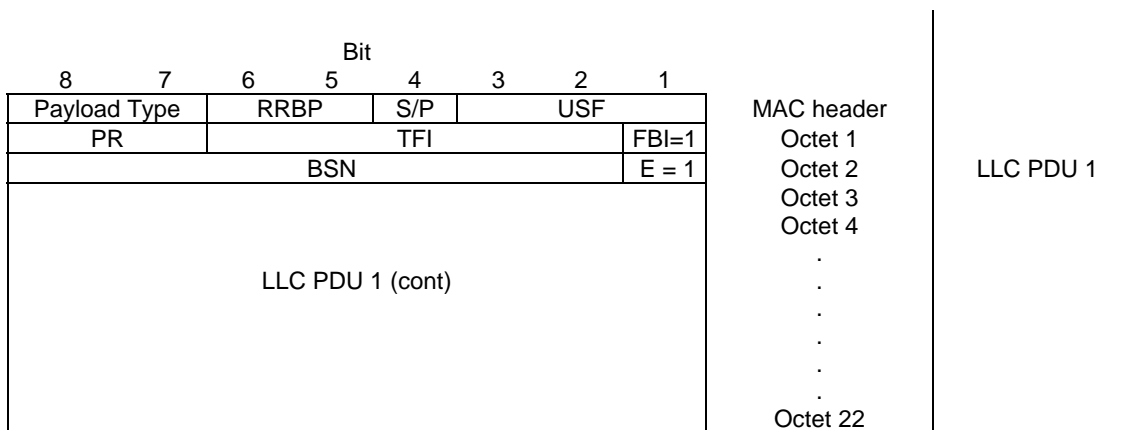 Bit
8 7 6 5 4 3 2 1
Payload Type RRBP S/P USF MAC header
PR TFI FBI=1 Octet 1
BSN E = 1 Octet 2 LLC PDU 1
Octet 3
Octet 4
.
LLC PDU 1 (cont) .
.
.
.
.
Octet 22